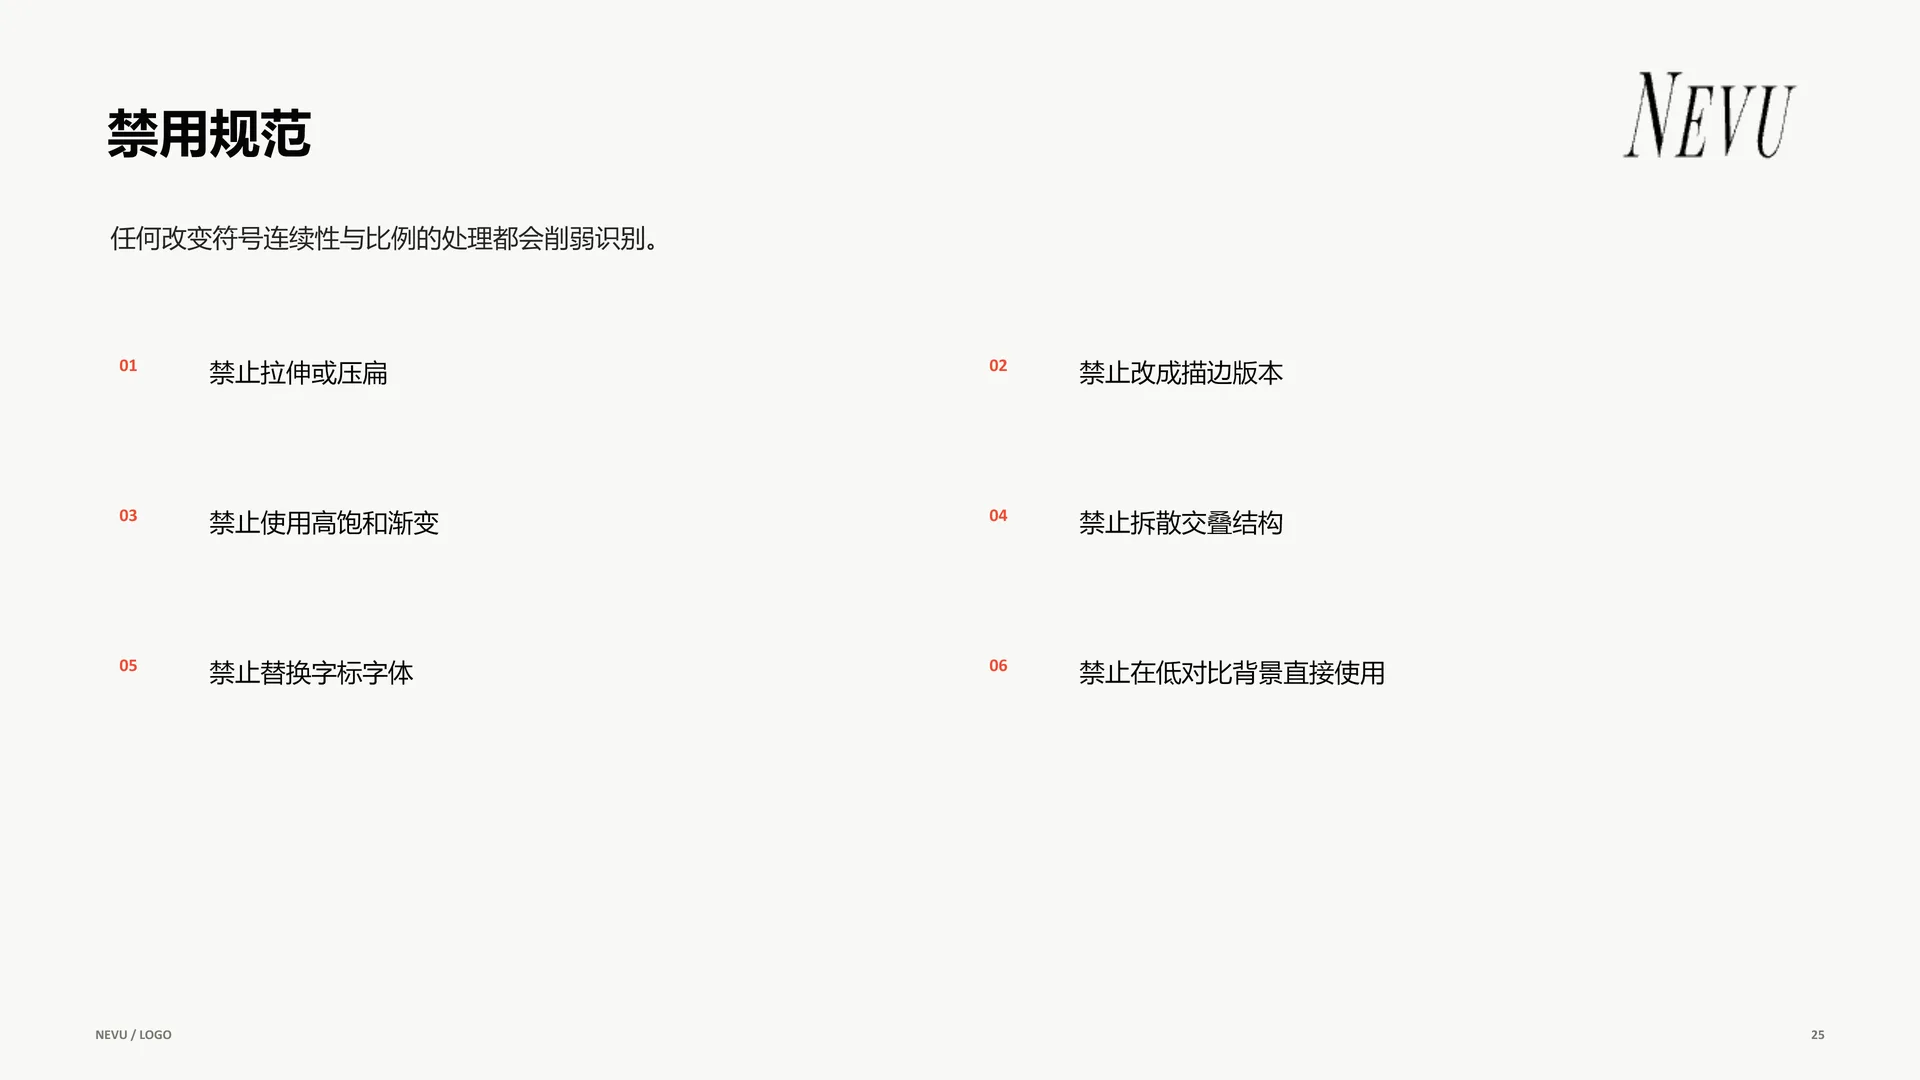 禁用规范
NEVU
任何改变符号连续性与比例的处理都会削弱识别。
01 禁止拉伸或压扁
02 禁止改成描边版本
03 禁止使用高饱和渐变
04 禁止拆散交叠结构
05 禁止替换字标字体
06 禁止在低对比背景直接使用
NEVU / LOGO
25